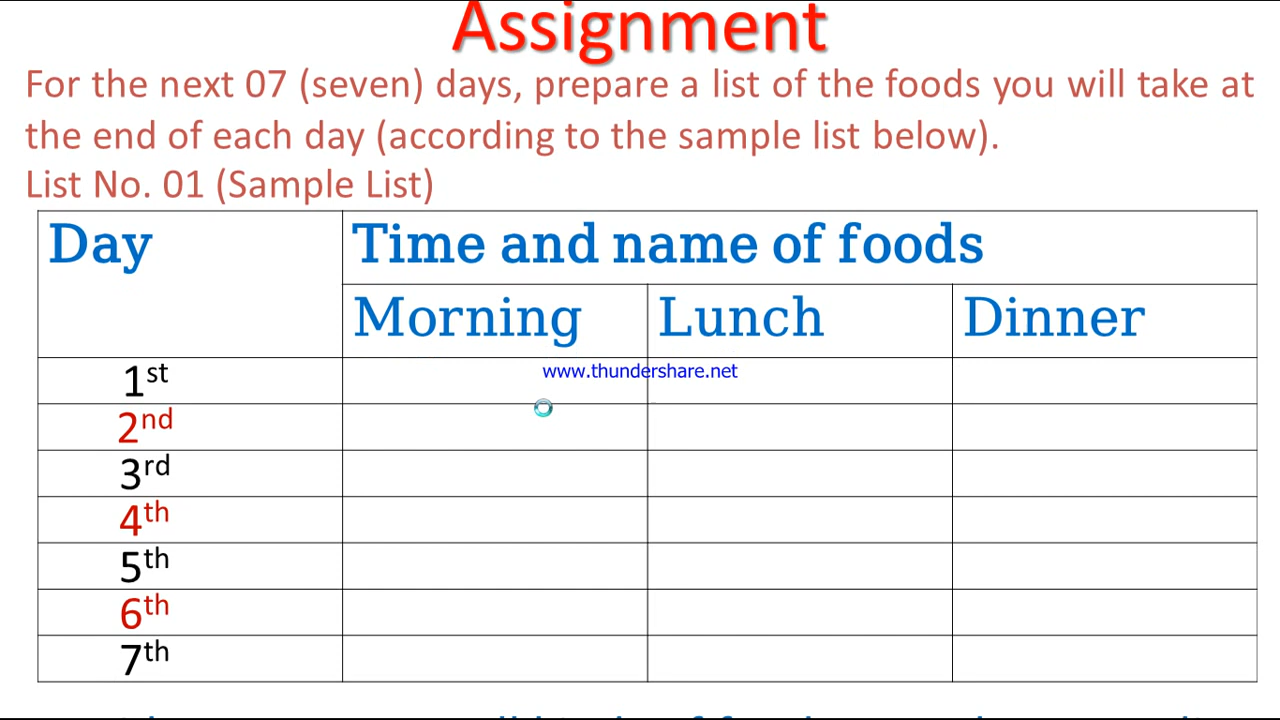 Assignment
For the next 07 (seven) days, prepare a list of the foods you will take at
the end of each day (according to the sample list below).
List No. 01 (Sample List)
Day
Time and name of foods
Morning
Lunch
Dinner
www.thundershare.net
1st
2nd
3rd
4th
5th
6th
7th